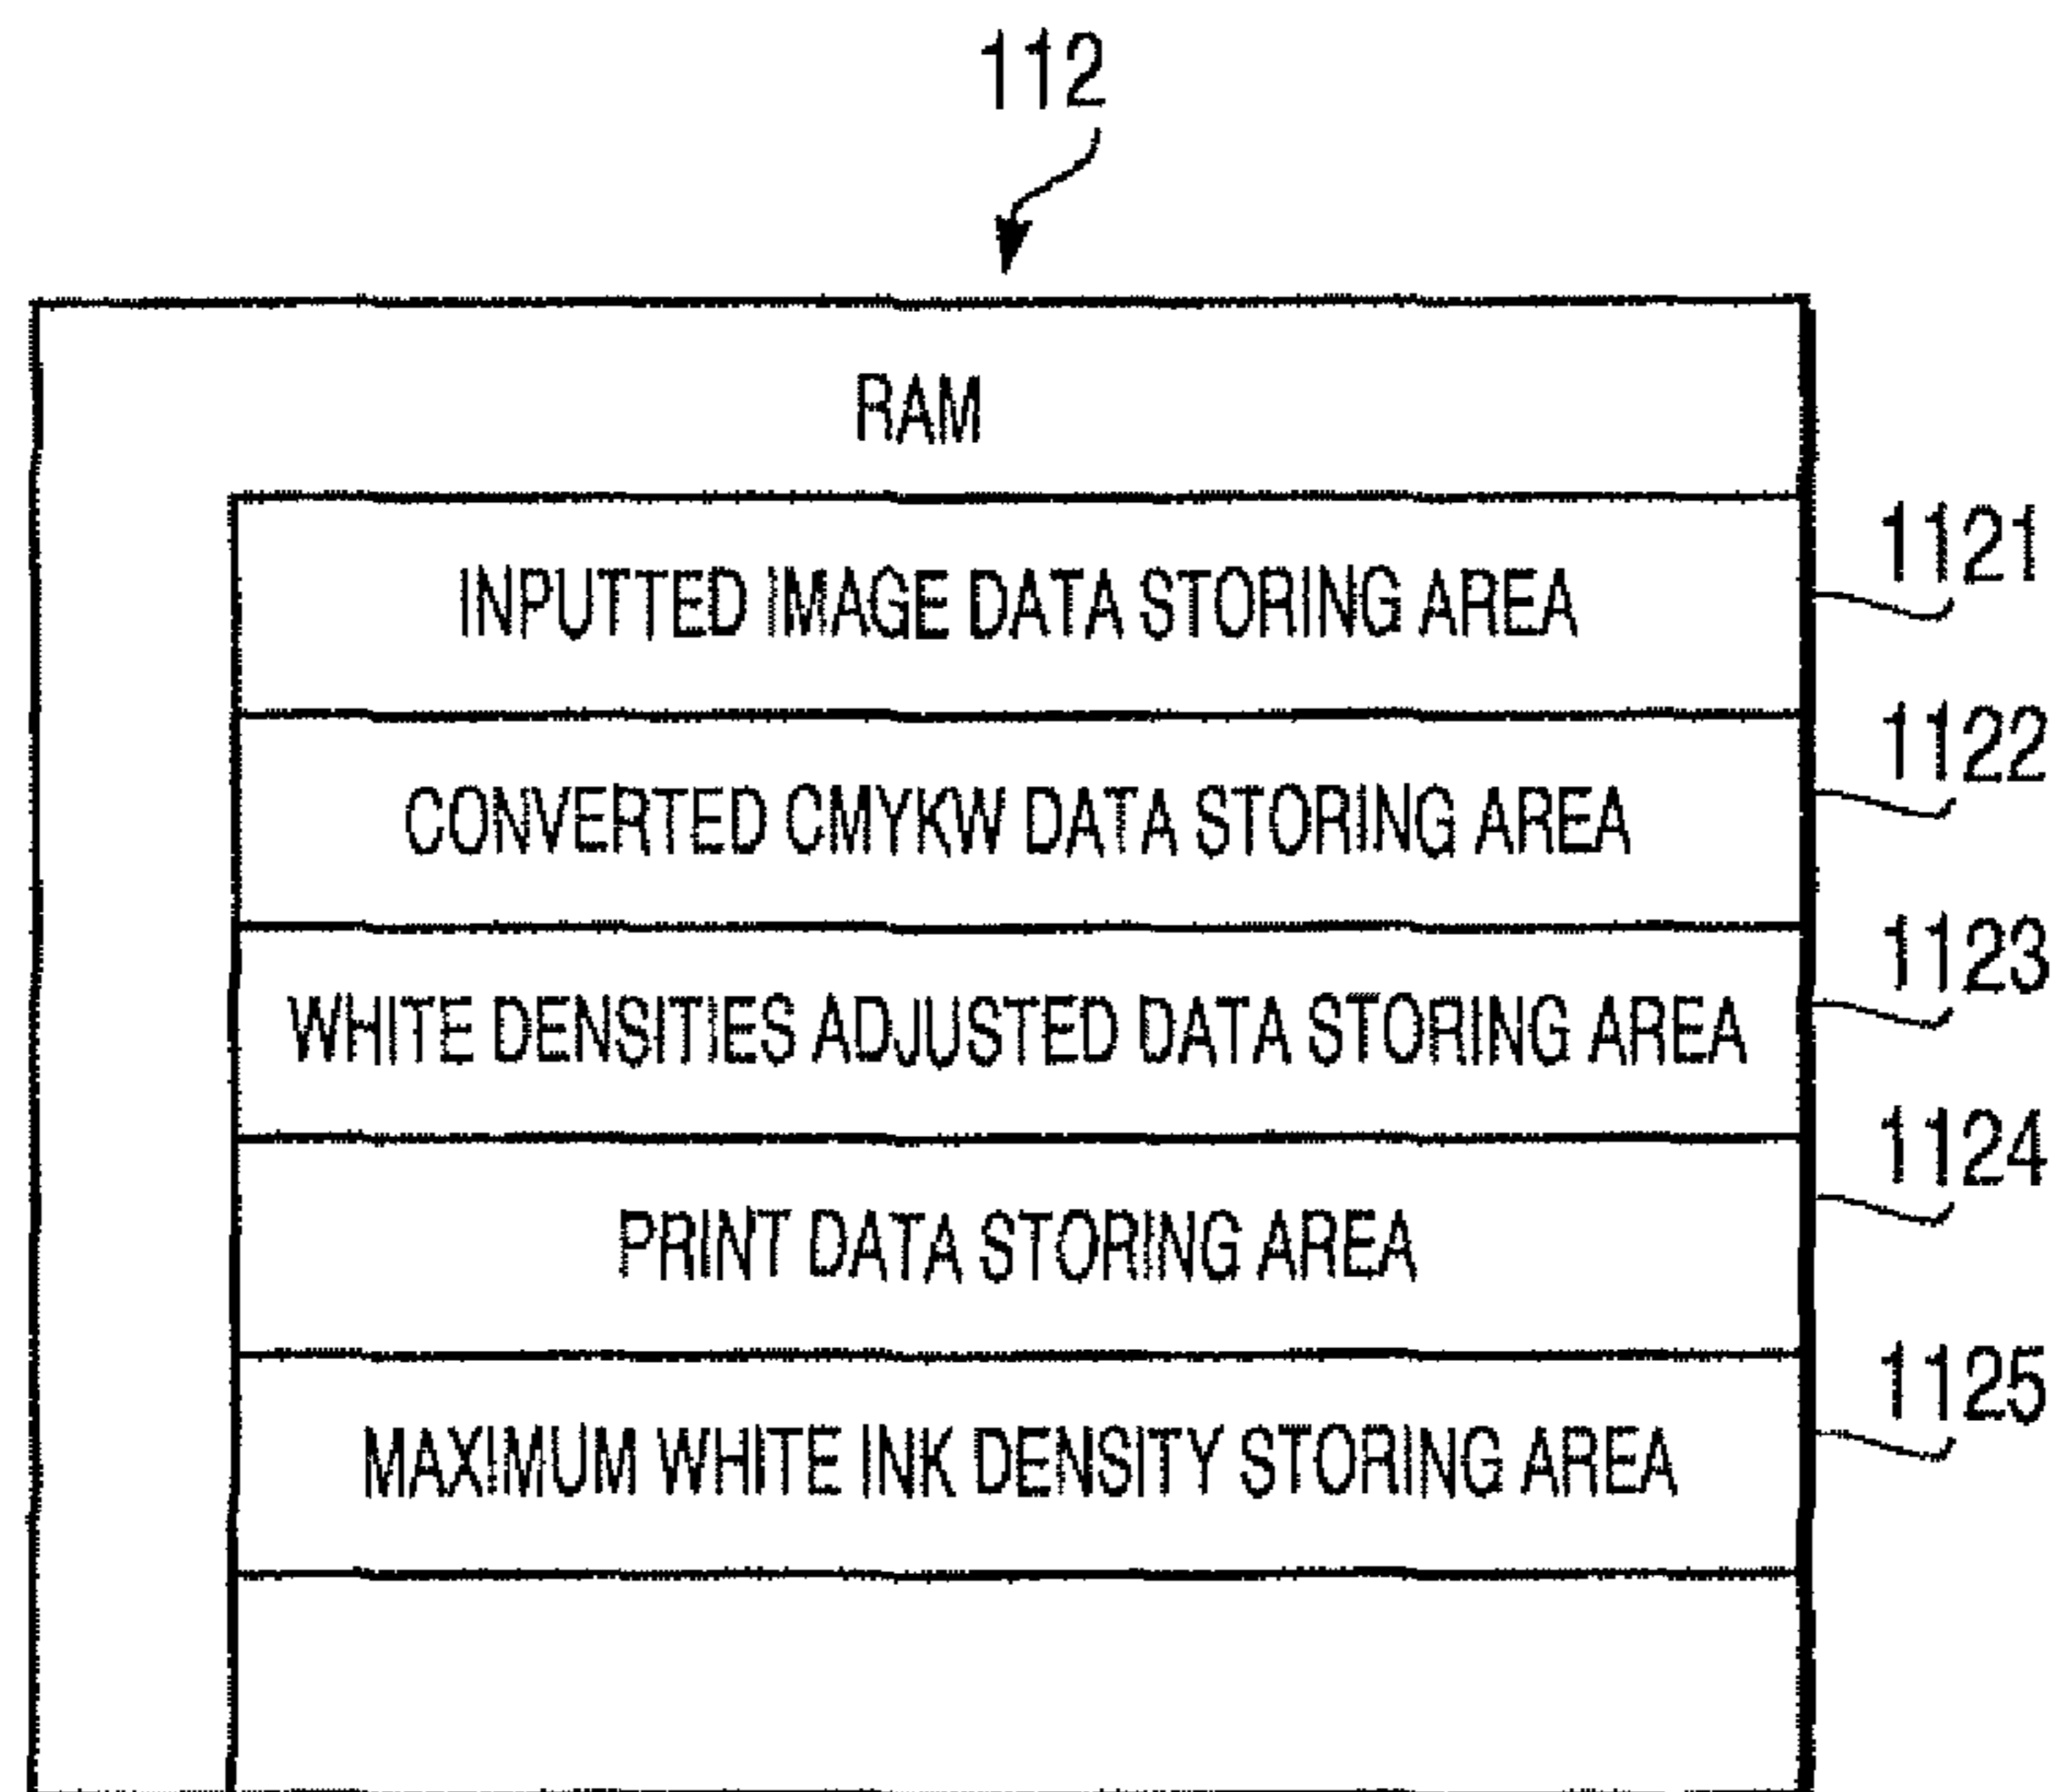 112
RAM
INPUTTED IMAGE DATA STORING AREA
1121
CONVERTED CMYKW DATA STORING AREA
1122
WHITE DENSITIES ADJUSTED DATA STORING AREA
1123
PRINT DATA STORING AREA
1124
MAXIMUM WHITE INK DENSITY STORING AREA
1125